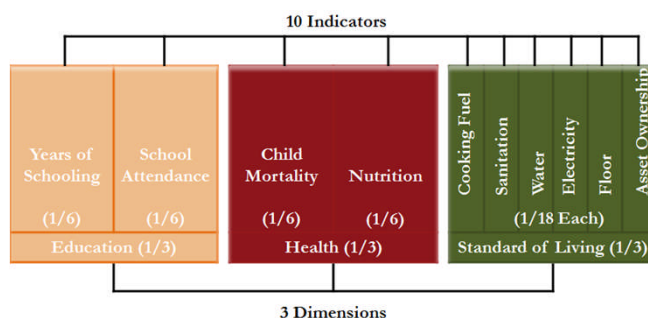 10 Indicators
Years of
Schooling
(1/6)
School
Attendance
(1/6)
Education (1/3)
Child
Mortality
(1/6)
Nutrition
(1/6)
Health (1/3)
Cooking Fuel
Sanitation
Water
Electricity
Floor
Asset Ownership
(1/18 Each)
Standard of Living (1/3)
3 Dimensions